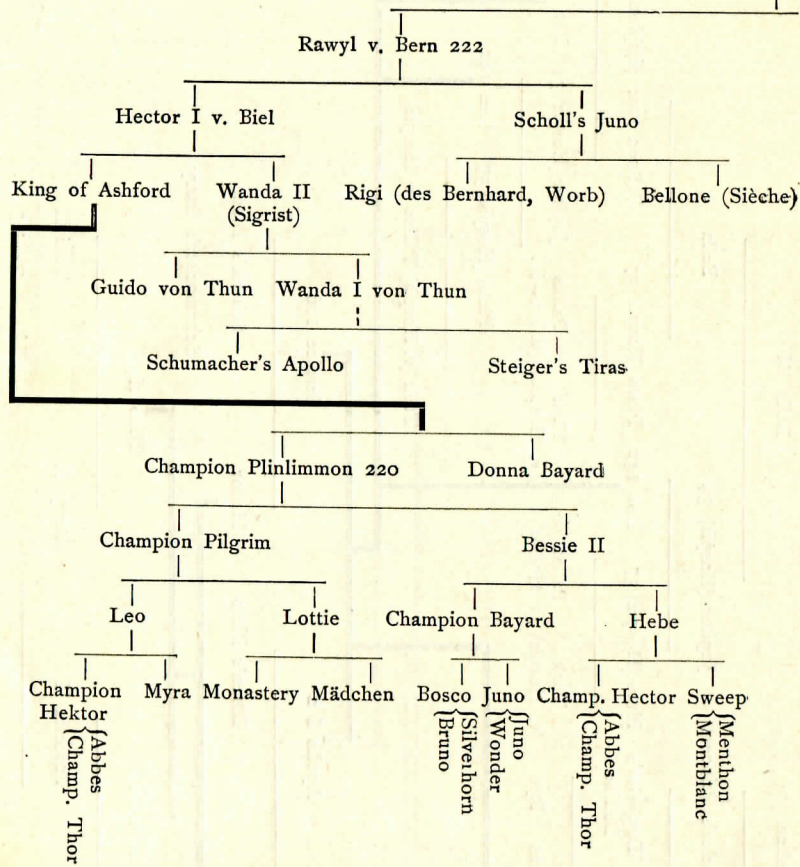 Rawyl v. Bern 222
Hector I v. Biel Scholl's Juno
King of Ashford Wanda II Rigi (des Bernhard, Worb) Bellone (Sièche)
(Sigrist)
Guido von Thun Wanda I von Thun
Schumacher's Apollo Steiger's Tiras
Champion Plinlimmon 220 Donna Bayard
Champion Pilgrim Bessie II
Leo Lottie Champion Bayard Hebe
Champion Myra Monastery Mädchen Bosco Juno Champ. Hector Sweep
Hektor
Abbes
Champ. Thor
Silverhorn
Bruno
Juno
Wonder
Abbes
Champ. Thor
Menthon
Montblanc